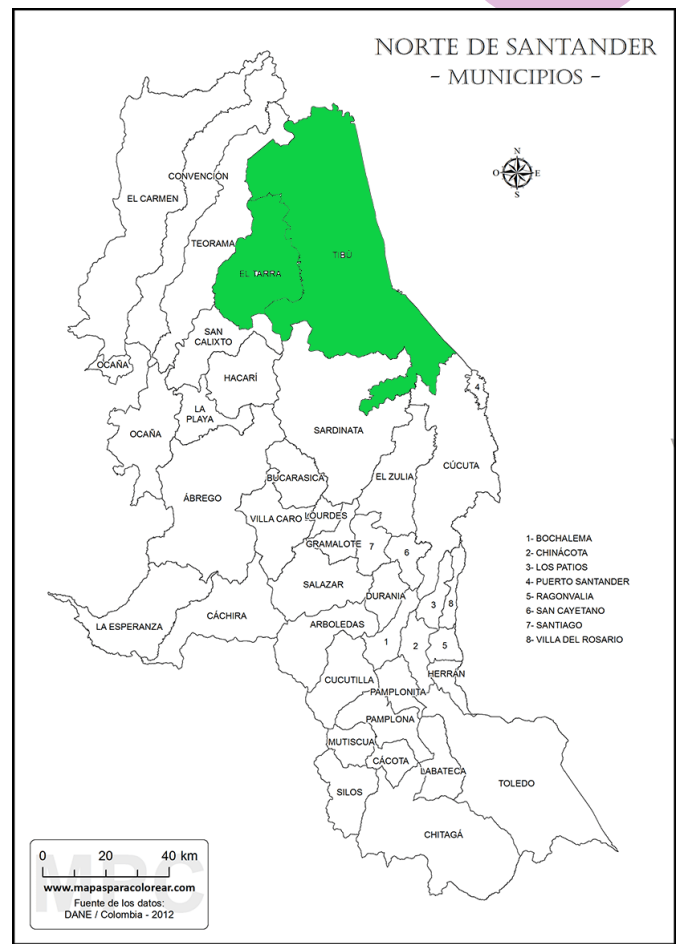 NORTE DE SANTANDER
- MUNICIPIOS -
N
O
E
S
CONVENCIÓN
EL CARMEN
TEORAMA
TIBÚ
EL TARRA
SAN
CALIXTO
OCAÑA
HACARÍ
4
LA
PLAYA
OCAÑA
SARDINATA
CÚCUTA
BUCARASICA
EL ZULIA
ÁBREGO
VILLA CARO
LOURDES
GRAMALOTE
7
6
SALAZAR
DURANIA
3
8
CÁCHIRA
LA ESPERANZA
ARBOLEDAS
1
2
5
HERRÁN
CUCUTILLA
PAMPLONITA
PAMPLONA
MUTISCUA
CÁCOTA
LABATECA
TOLEDO
SILOS
CHITAGÁ
1- BOCHALEMA
2- CHINÁCOTA
3- LOS PATIOS
4- PUERTO SANTANDER
5- RAGONVALIA
6- SAN CAYETANO
7- SANTIAGO
8- VILLA DEL ROSARIO
0 20 40 km
MPC
www.mapasparacolorear.com
Fuente de los datos:
DANE / Colombia - 2012